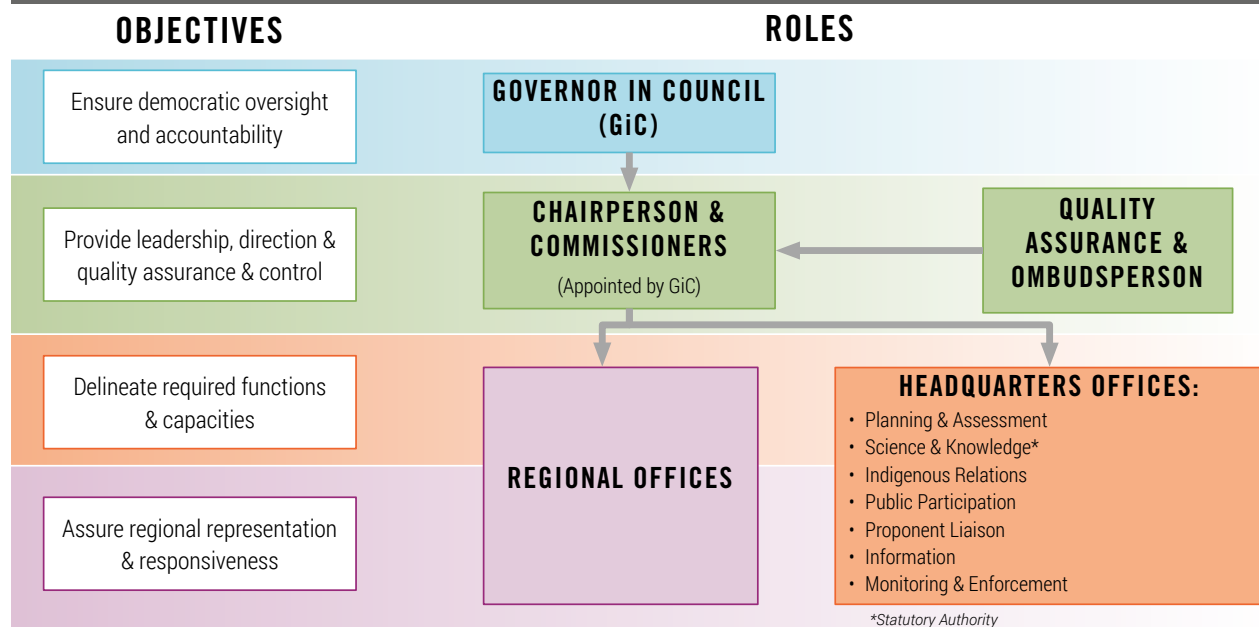 OBJECTIVES
ROLES
Ensure democratic oversight
and accountability
GOVERNOR IN COUNCIL
(GiC)
Provide leadership, direction &
quality assurance & control
CHAIRPERSON &
COMMISSIONERS
(Appointed by GiC)
QUALITY
ASSURANCE &
OMBUDSPERSON
Delineate required functions
& capacities
Assure regional representation
& responsiveness
REGIONAL OFFICES
HEADQUARTERS OFFICES:
• Planning & Assessment
• Science & Knowledge*
• Indigenous Relations
• Public Participation
• Proponent Liaison
• Information
• Monitoring & Enforcement
*Statutory Authority